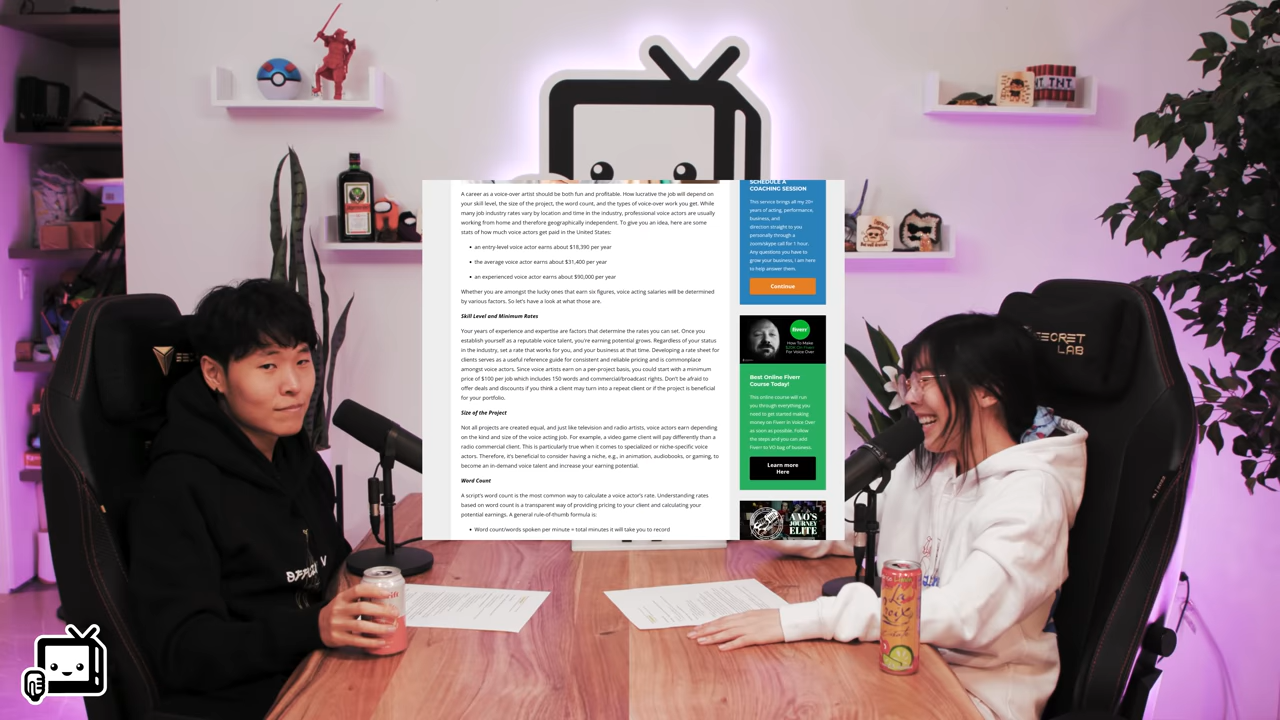 A career as a voice-over artist should be both fun and profitable. How lucrative the job will depend on
your skill level, the size of the project, the word count, and the types of voice-over work you get. While
many job industry rates vary by location and time in the industry, professional voice actors are usually
working from home and therefore geographically independent. To give you an idea, here are some
stats of how much voice actors get paid in the United States:
• an entry-level voice actor earns about $18,390 per year
• the average voice actor earns about $31,400 per year
• an experienced voice actor earns about $90,000 per year
Whether you are amongst the lucky ones that earn six figures, voice acting salaries will be determined
by various factors. So let's have a look at what those are.
Skill Level and Minimum Rates
Your years of experience and expertise are factors that determine the rates you can set. Once you
establish yourself as a reputable voice talent, you're earning potential grows. Regardless of your status
in the industry, set a rate that works for you, and your business at that time. Developing a rate sheet for
clients serves as a useful reference guide for consistent and reliable pricing and is commonplace
amongst voice actors. Since voice artists earn on a per-project basis, you could start with a minimum
price of $100 per job which includes 150 words and commercial/broadcast rights. Don't be afraid to
offer deals and discounts if you think a client may turn into a repeat client or if the project is beneficial
for your portfolio.
Size of the Project
Not all projects are created equal, and just like television and radio artists, voice actors earn depending
on the kind and size of the voice acting job. For example, a video game client will pay differently than a
radio commercial client. This is particularly true when it comes to specialized or niche-specific voice
actors. Therefore, it's beneficial to consider having a niche, e.g., in animation, audiobooks, or gaming, to
become an in-demand voice talent and increase your earning potential.
Word Count
A script's word count is the most common way to calculate a voice actor's rate. Understanding rates
based on word count is a transparent way of providing pricing to your client and calculating your
potential earnings. A general rule-of-thumb formula is:
• Word count/words spoken per minute = total minutes it will take you to record
SCHEDULE A
COACHING SESSION
This service brings all my 20+
years of acting, performance,
business, and
direction straight to you
personally through a
zoom/skype call for 1 hour.
Any questions you have to
grow your business, I am here
to help answer them.
Continue
fiverr
How To Make
$20k On Fiverr
For Voice Over
Best Online Fiverr
Course Today!
This online course will run
you through everything you
need to get started making
money on Fiverr in Voice Over
as soon as possible. Follow
the steps and you can add
Fiverr to VO bag of business.
Learn more
Here
A VO'S
JOURNEY
ELITE
TNT
SECRET
LAB